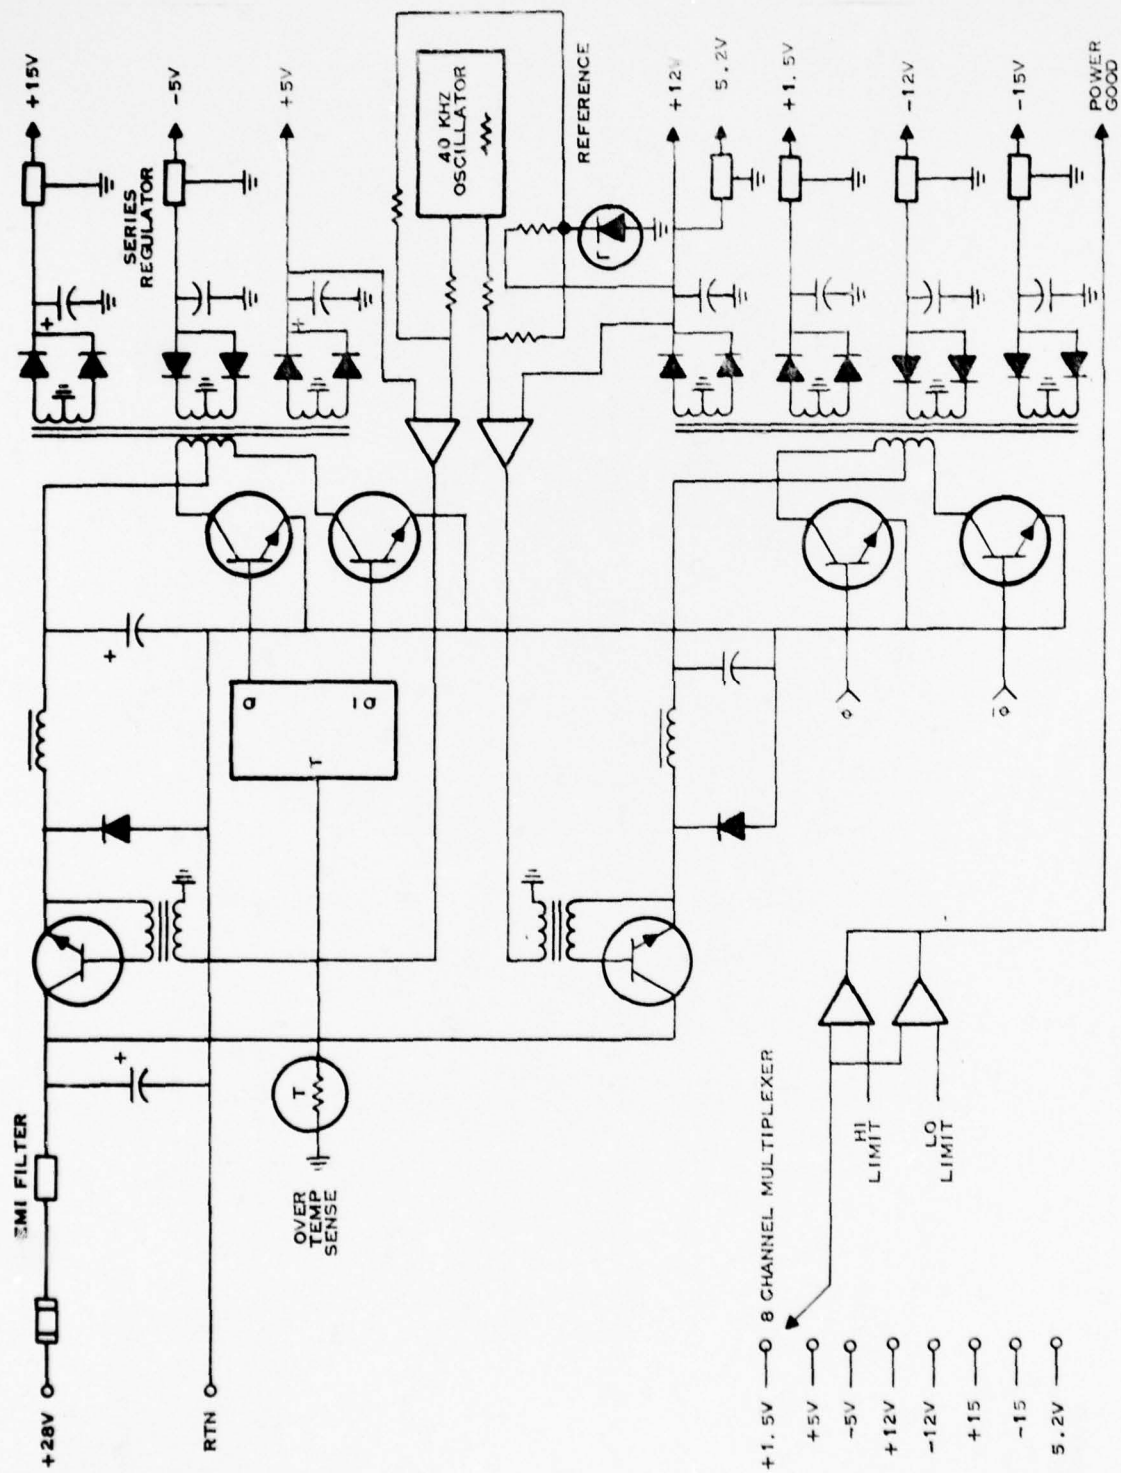 +28V
EMI FILTER
RTN
OVER
TEMP
SENSE
T
T
Q
Q̅
+15V
SERIES
REGULATOR
-5V
+5V
40 KHZ
OSCILLATOR
REFERENCE
+12V
5.2V
+1.5V
-12V
-15V
POWER
GOOD
Φ
Φ̅
8 CHANNEL MULTIPLEXER
HI
LIMIT
LO
LIMIT
+1.5V
+5V
-5V
+12V
-12V
+15
-15
5.2V